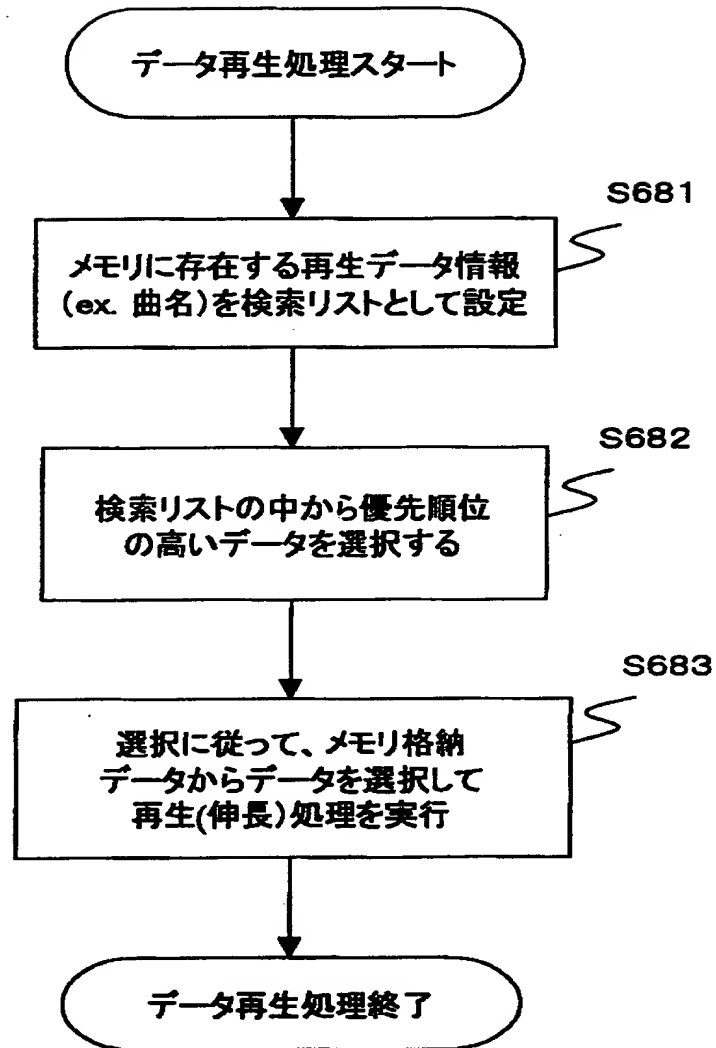 データ再生処理スタート
S681
メモリに存在する再生データ情報
(ex. 曲名)を検索リストとして設定
S682
検索リストの中から優先順位
の高いデータを選択する
S683
選択に従って、メモリ格納
データからデータを選択して
再生(伸長)処理を実行
データ再生処理終了